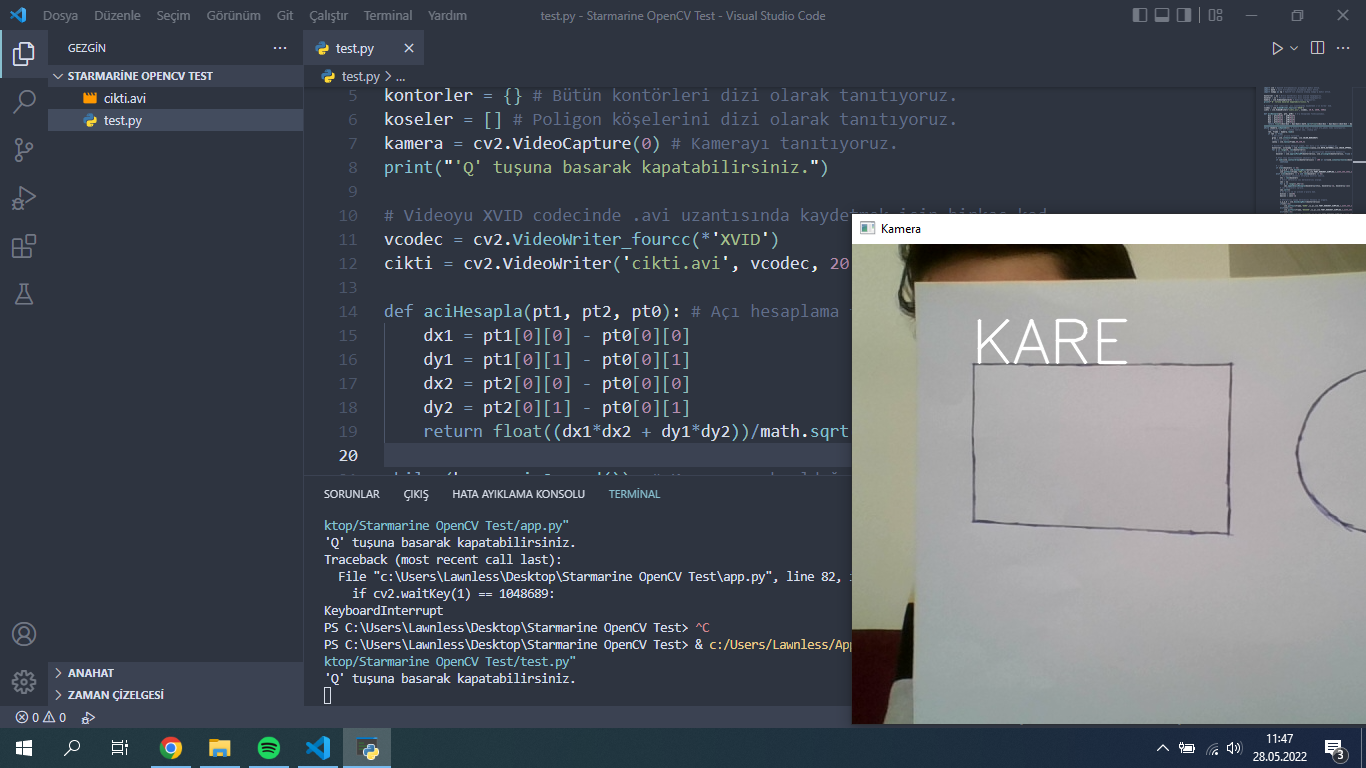 Dosya Düzenle Seçim Görünüm Git Çalıştır Terminal Yardım
test.py - Starmarine OpenCV Test - Visual Studio Code
GEZGİN
STARMARİNE OPENCV TEST
cikti.avi
test.py
ANAHAT
ZAMAN ÇİZELGESİ
test.py
test.py > ...
5 kontorler = {} # Bütün kontörleri dizi olarak tanıtıyoruz.
6 koseler = [] # Poligon köşelerini dizi olarak tanıtıyoruz.
7 kamera = cv2.VideoCapture(0) # Kamerayı tanıtıyoruz.
8 print("'Q' tuşuna basarak kapatabilirsiniz.")
9
10 # Videoyu XVID codecinde .avi uzantısında kaydetmek için birkaç kod
11 vcodec = cv2.VideoWriter_fourcc(*'XVID')
12 cikti = cv2.VideoWriter('cikti.avi', vcodec, 20
13
14 def aciHesapla(pt1, pt2, pt0): # Açı hesaplama
15 dx1 = pt1[0][0] - pt0[0][0]
16 dy1 = pt1[0][1] - pt0[0][1]
17 dx2 = pt2[0][0] - pt0[0][0]
18 dy2 = pt2[0][1] - pt0[0][1]
19 return float((dx1*dx2 + dy1*dy2))/math.sqrt
20
SORUNLAR ÇIKIŞ HATA AYIKLAMA KONSOLU TERMİNAL
ktop/Starmarine OpenCV Test/app.py"
'Q' tuşuna basarak kapatabilirsiniz.
Traceback (most recent call last):
File "c:\Users\Lawnless\Desktop\Starmarine OpenCV Test\app.py", line 82,
if cv2.waitKey(1) == 1048689:
KeyboardInterrupt
PS C:\Users\Lawnless\Desktop\Starmarine OpenCV Test> ^C
PS C:\Users\Lawnless\Desktop\Starmarine OpenCV Test> & c:/Users/Lawnless/App
ktop/Starmarine OpenCV Test/test.py"
'Q' tuşuna basarak kapatabilirsiniz.
Kamera
KARE
0 0
11:47
28.05.2022
3